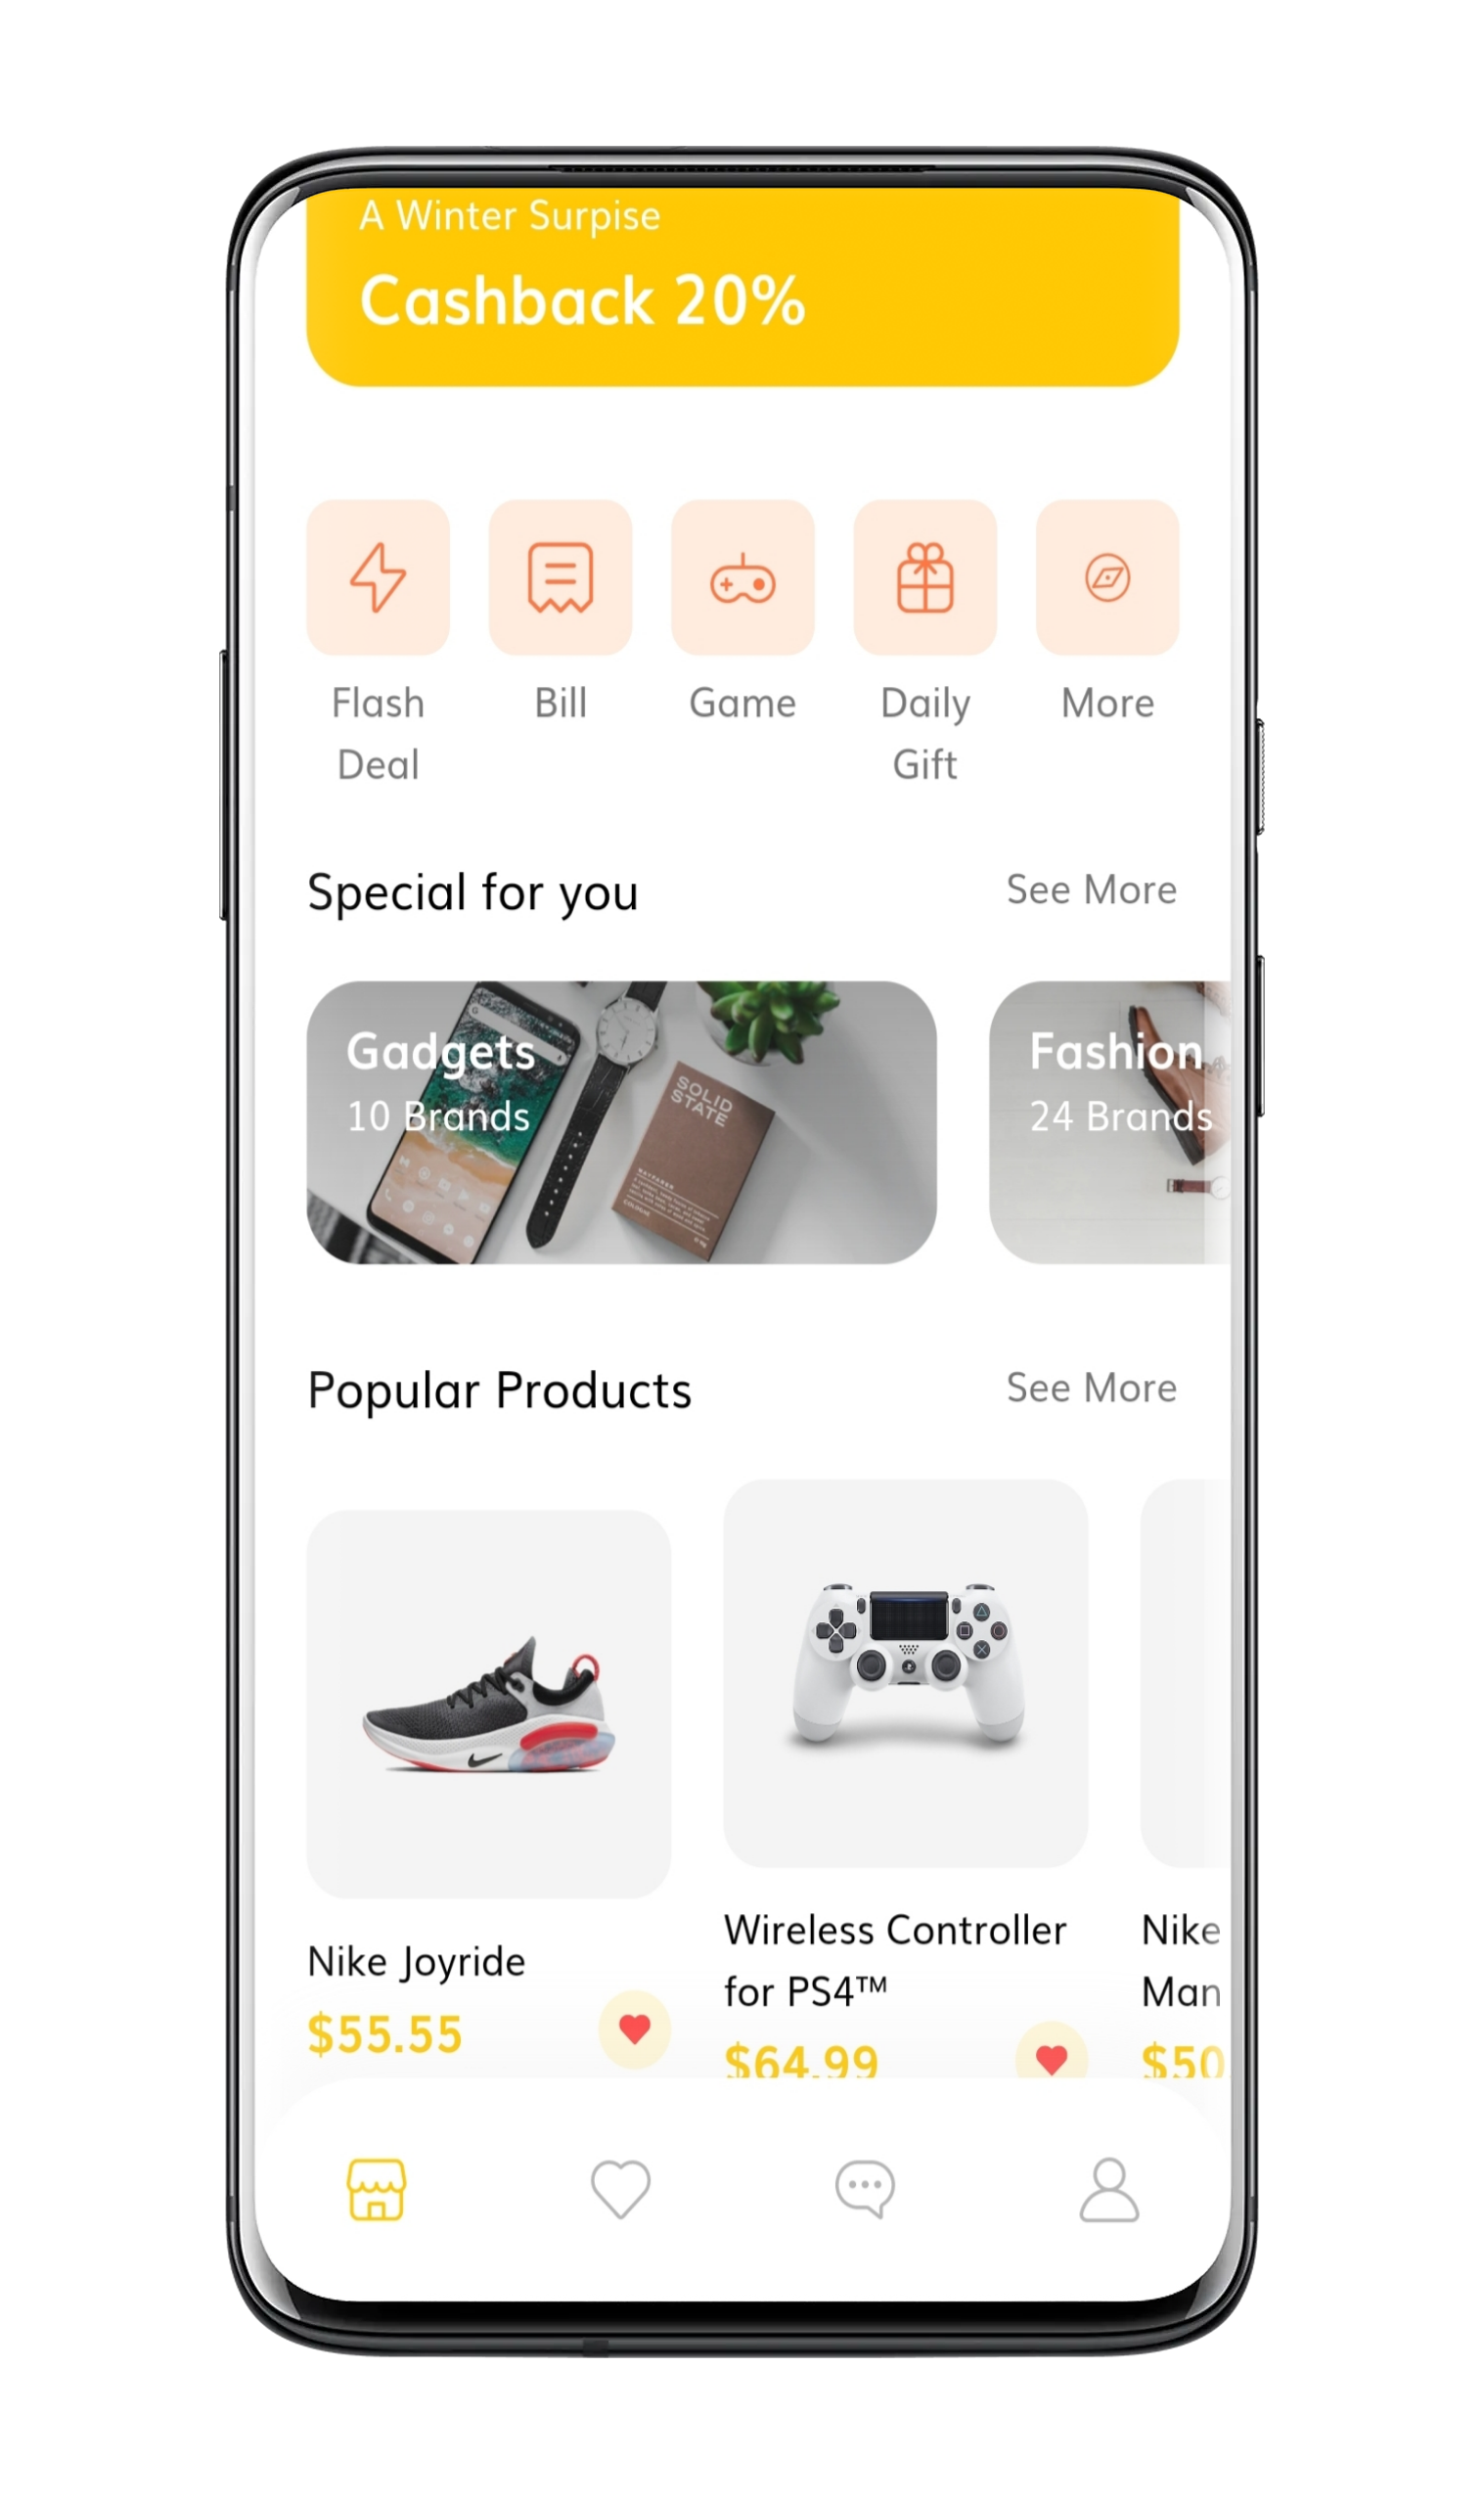 A Winter Surpise
Cashback 20%
Flash
Deal
Bill
Game
Daily
Gift
More
Special for you
See More
Gadgets
10 Brands
SOLID
STATE
COLOGNE
Fashion
24 Brands
Popular Products
See More
Nike Joyride
$55.55
Wireless Controller
for PS4™
$64.99
Nike
Man
$50